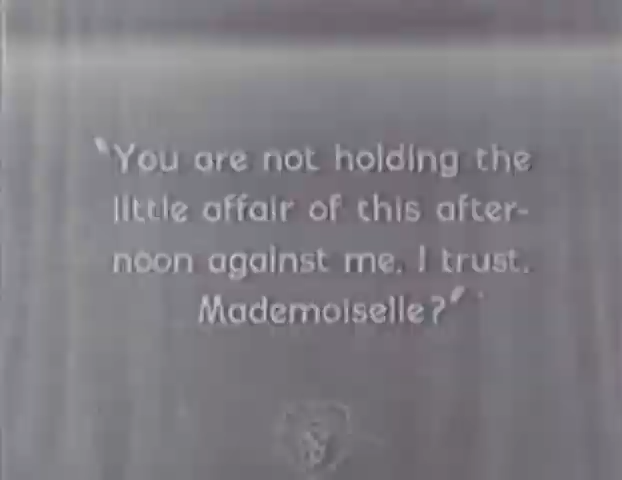 "You are not holding the
little affair of this after-
noon against me, I trust,
Mademoiselle?"